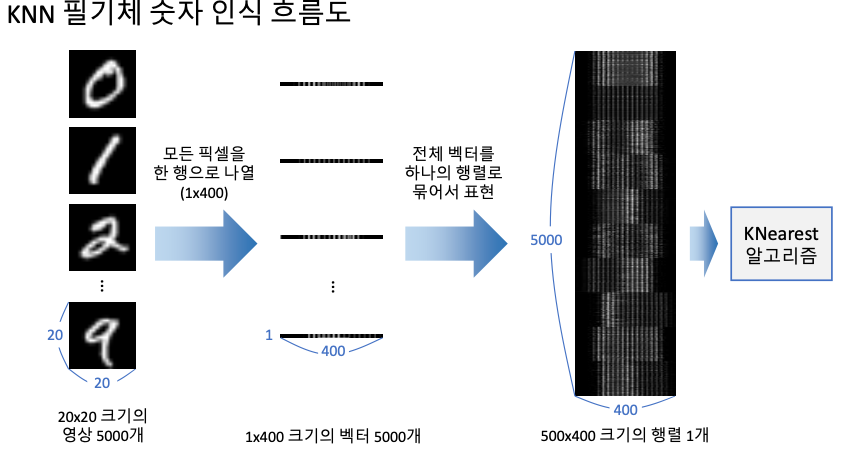 KNN 필기체 숫자 인식 흐름도
모든 픽셀을
한 행으로 나열
(1x400)
전체 벡터를
하나의 행렬로
묶어서 표현
5000
KNearest
알고리즘
...
...
20
20
1
400
400
20x20 크기의
영상 5000개
1x400 크기의 벡터 5000개
500x400 크기의 행렬 1개
0
1
2
9